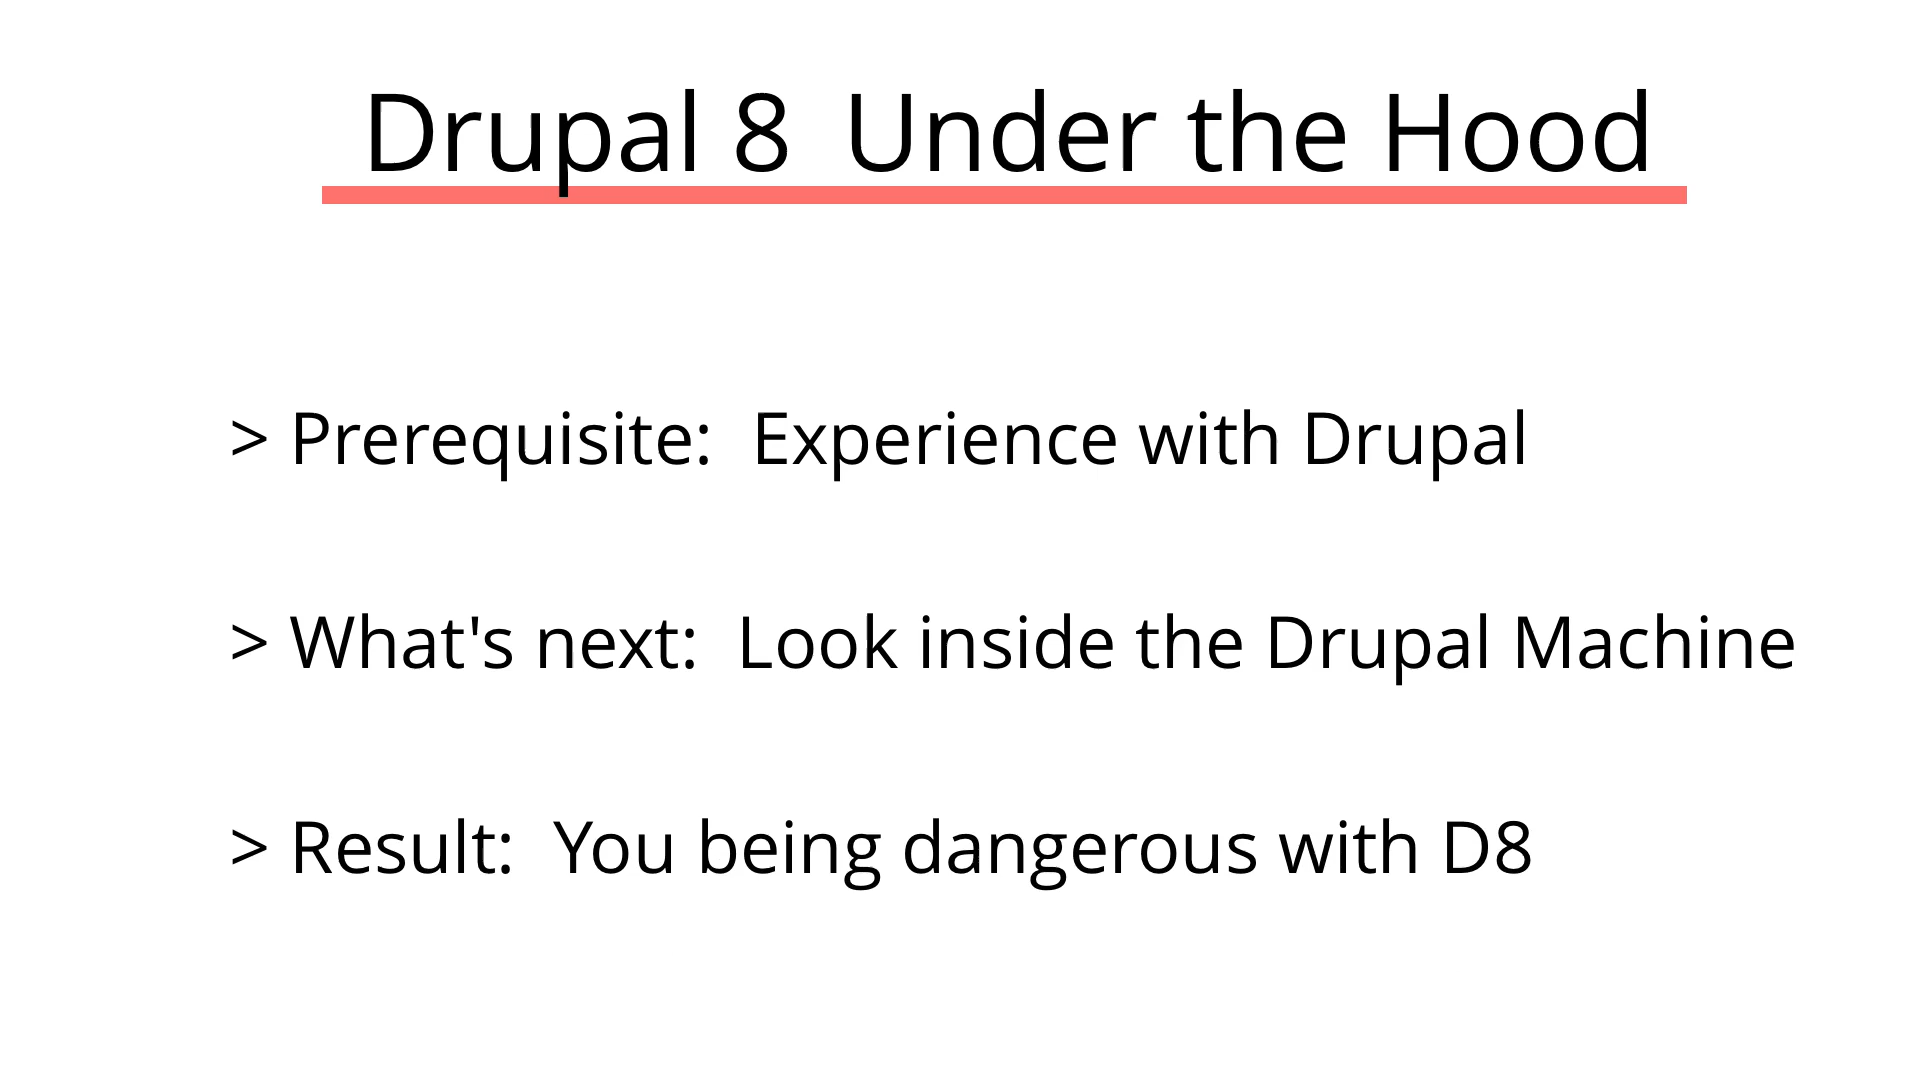 Drupal 8  Under the Hood
> Prerequisite:  Experience with Drupal
> What's next:  Look inside the Drupal Machine
> Result:  You being dangerous with D8